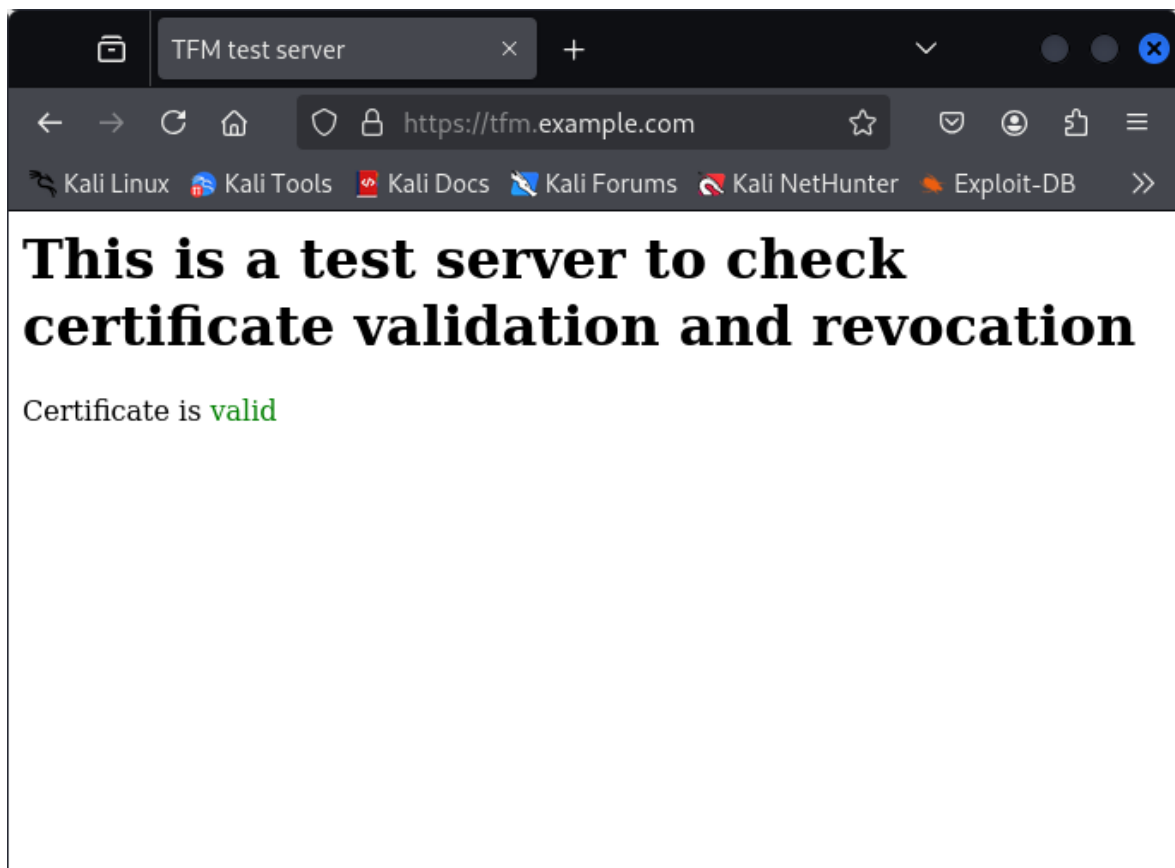 TFM test server
https://tfm.example.com
Kali Linux Kali Tools Kali Docs Kali Forums Kali NetHunter Exploit-DB
This is a test server to check
certificate validation and revocation
Certificate is valid